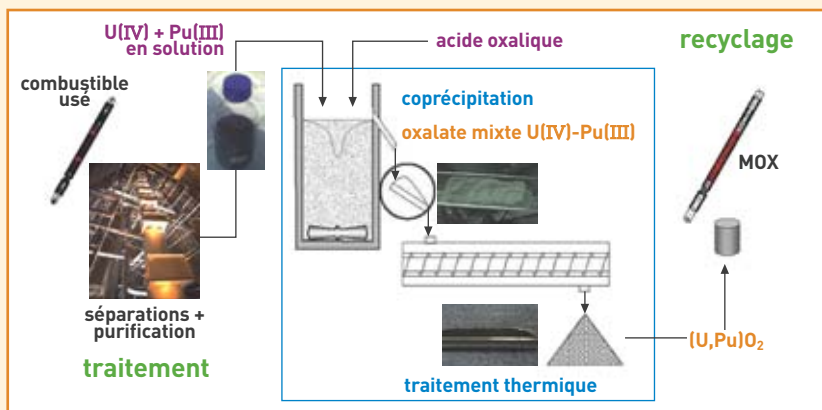 U(IV) + Pu(III)
en solution
acide oxalique
recyclage
combustible
usé
coprécipitation
oxalate mixte U(IV)-Pu(III)
MOX
séparations +
purification
traitement
traitement thermique
(U,Pu)O₂